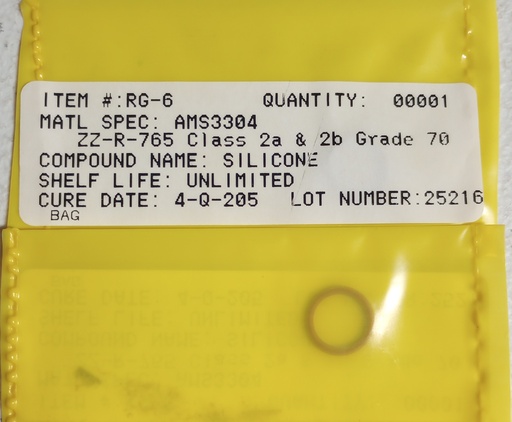 ITEM #:RG-6 QUANTITY: 00001
MATL SPEC: AMS3304
ZZ-R-765 Class 2a & 2b Grade 70
COMPOUND NAME: SILICONE
SHELF LIFE: UNLIMITED
CURE DATE: 4-Q-205 LOT NUMBER:25216
BAG